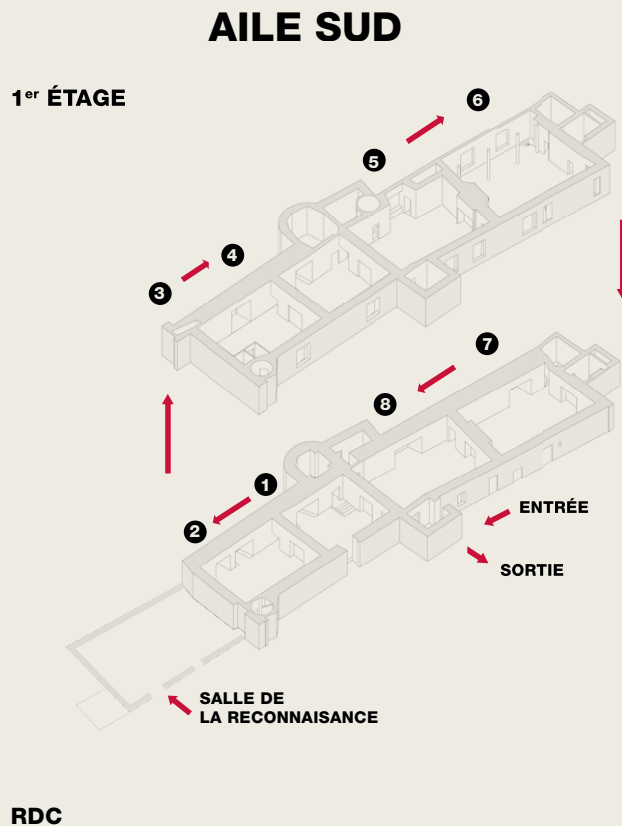 AILE SUD
1er ÉTAGE
6
5
4
3
7
8
1
2
ENTRÉE
SORTIE
SALLE DE
LA RECONNAISANCE
RDC